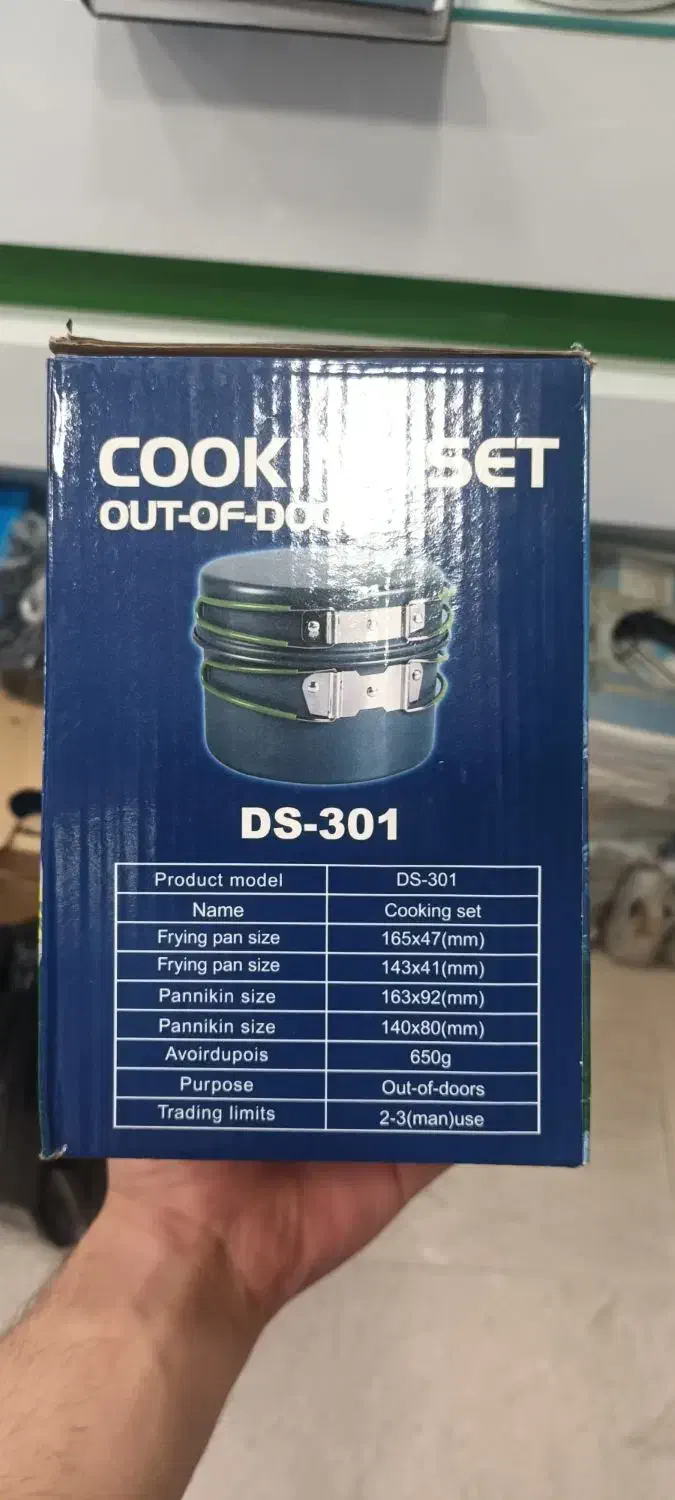 COOKING SET
OUT-OF-DOORS
DS-301
Product model DS-301
Name Cooking set
Frying pan size 165x47(mm)
Frying pan size 143x41(mm)
Pannikin size 163x92(mm)
Pannikin size 140x80(mm)
Avoirdupois 650g
Purpose Out-of-doors
Trading limits 2-3(man)use